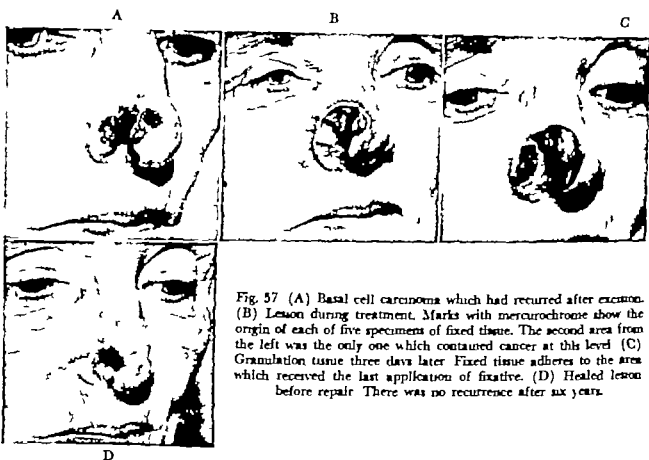 A
B
C
Fig. 57 (A) Basal cell carcinoma which had recurred after excision.
(B) Lesion during treatment. Marks with mercurochrome show the
origin of each of five specimens of fixed tissue. The second area from
the left was the only one which contained cancer at this level (C)
Granulation tissue three days later Fixed tissue adheres to the area
which received the last application of fixative. (D) Healed lesion
before repair There was no recurrence after six years.
D